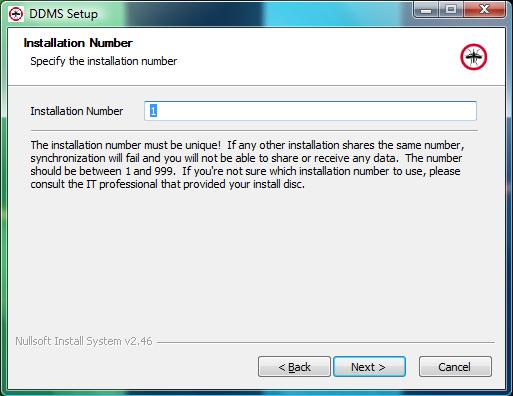 DDMS Setup
Installation Number
Specify the installation number
Installation Number 1
The installation number must be unique! If any other installation shares the same number,
synchronization will fail and you will not be able to share or receive any data. The number
should be between 1 and 999. If you're not sure which installation number to use, please
consult the IT professional that provided your install disc.
Nullsoft Install System v2.46
< Back Next > Cancel